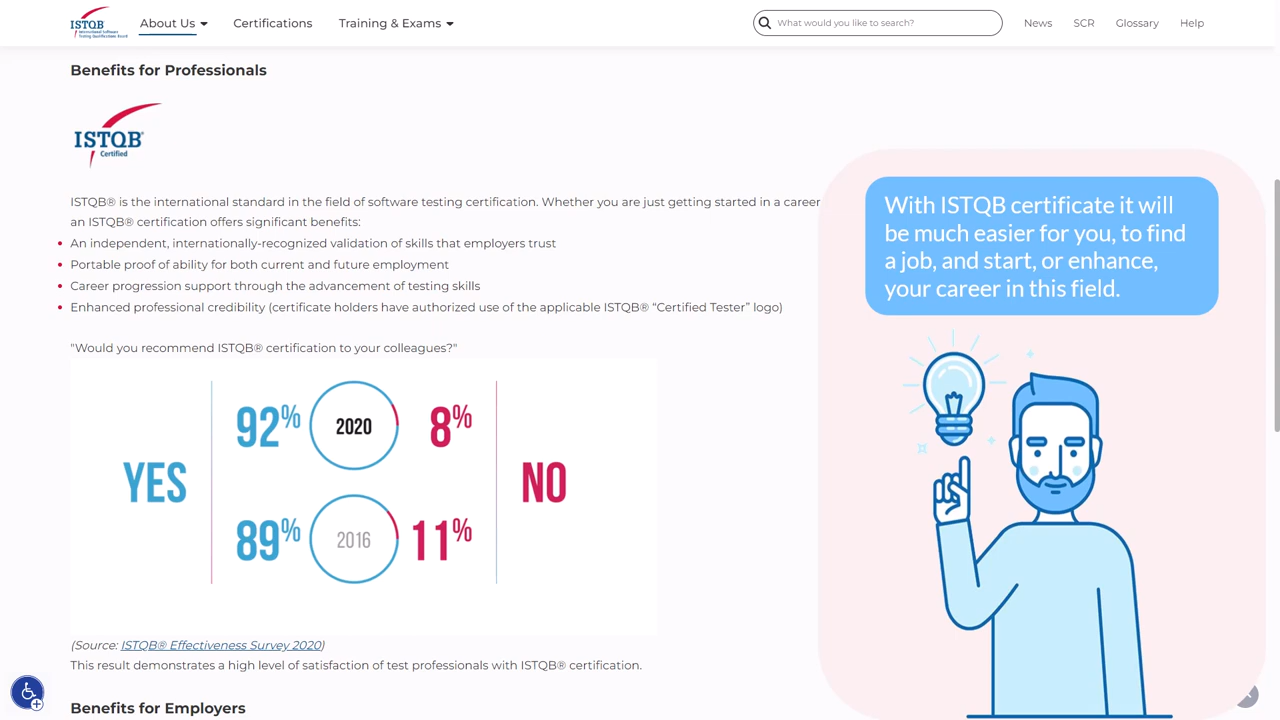 ISTQB
International Software
Testing Qualifications Board
About Us
Certifications
Training & Exams
What would you like to search?
News
SCR
Glossary
Help
Benefits for Professionals
ISTQB®
Certified
ISTQB® is the international standard in the field of software testing certification. Whether you are just getting started in a career
an ISTQB® certification offers significant benefits:
An independent, internationally-recognized validation of skills that employers trust
Portable proof of ability for both current and future employment
Career progression support through the advancement of testing skills
Enhanced professional credibility (certificate holders have authorized use of the applicable ISTQB® “Certified Tester” logo)
With ISTQB certificate it will
be much easier for you, to find
a job, and start, or enhance,
your career in this field.
"Would you recommend ISTQB® certification to your colleagues?"
92% 2020 8%
YES NO
89% 2016 11%
(Source: ISTQB® Effectiveness Survey 2020)
This result demonstrates a high level of satisfaction of test professionals with ISTQB® certification.
Benefits for Employers